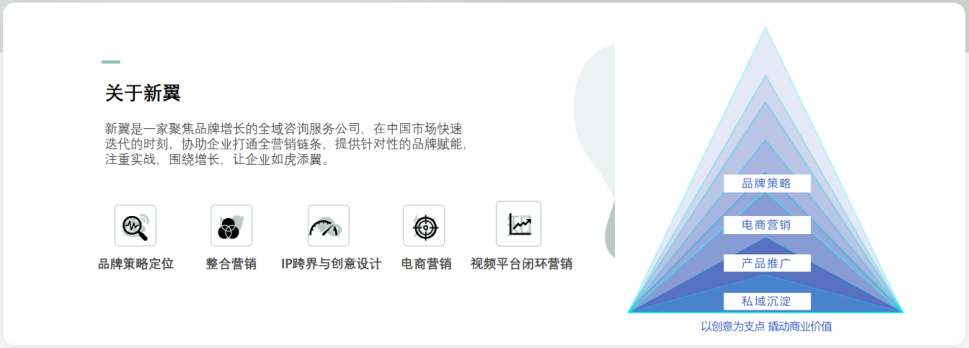 关于新翼
新翼是一家聚焦品牌增长的全域咨询服务公司，在中国市场快速
迭代的时刻，协助企业打通全营销链条，提供针对性的品牌赋能，
注重实战，围绕增长，让企业如虎添翼。
品牌策略定位
整合营销
IP跨界与创意设计
电商营销
视频平台闭环营销
品牌策略
电商营销
产品推广
私域沉淀
以创意为支点 撬动商业价值